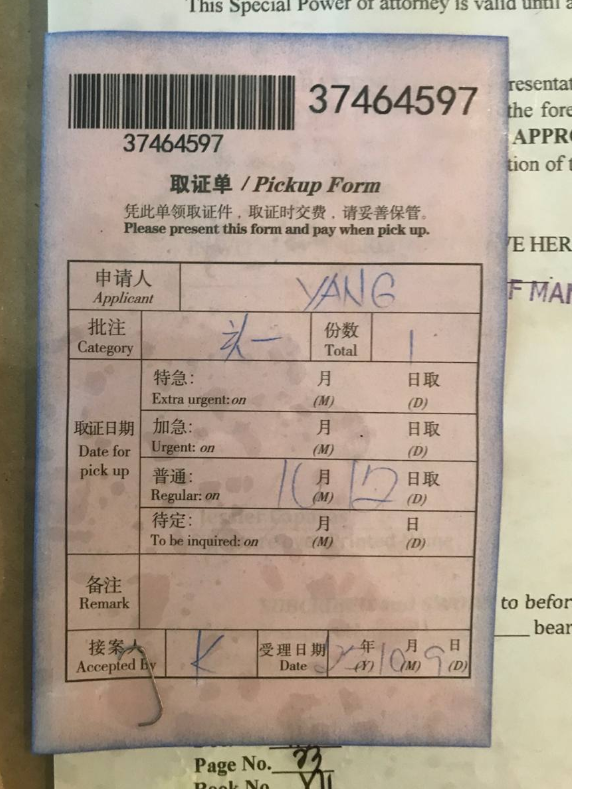 This Special Power of attorney is valid until a
37464597
37464597
取证单 / Pickup Form
凭此单领取证件，取证时交费，请妥善保管。
Please present this form and pay when pick up.
申请人 YANG
Applicant
批注 份数 1
Category Total
特急: 月 日取
Extra urgent: on (M) (D)
取证日期 加急: 月 日取
Date for Urgent: on (M) (D)
pick up 普通: 10 月 12 日取
Regular: on (M) (D)
待定: 月 日
To be inquired: on (M) (D)
备注
Remark
接案人 K 受理日期 年 10 月 9 日
Accepted by Date (Y) (M) (D)
resentat
the fore
APPR
tion of t
E HER
F MA
to befor
bear
Page No. 73
Book No. VII